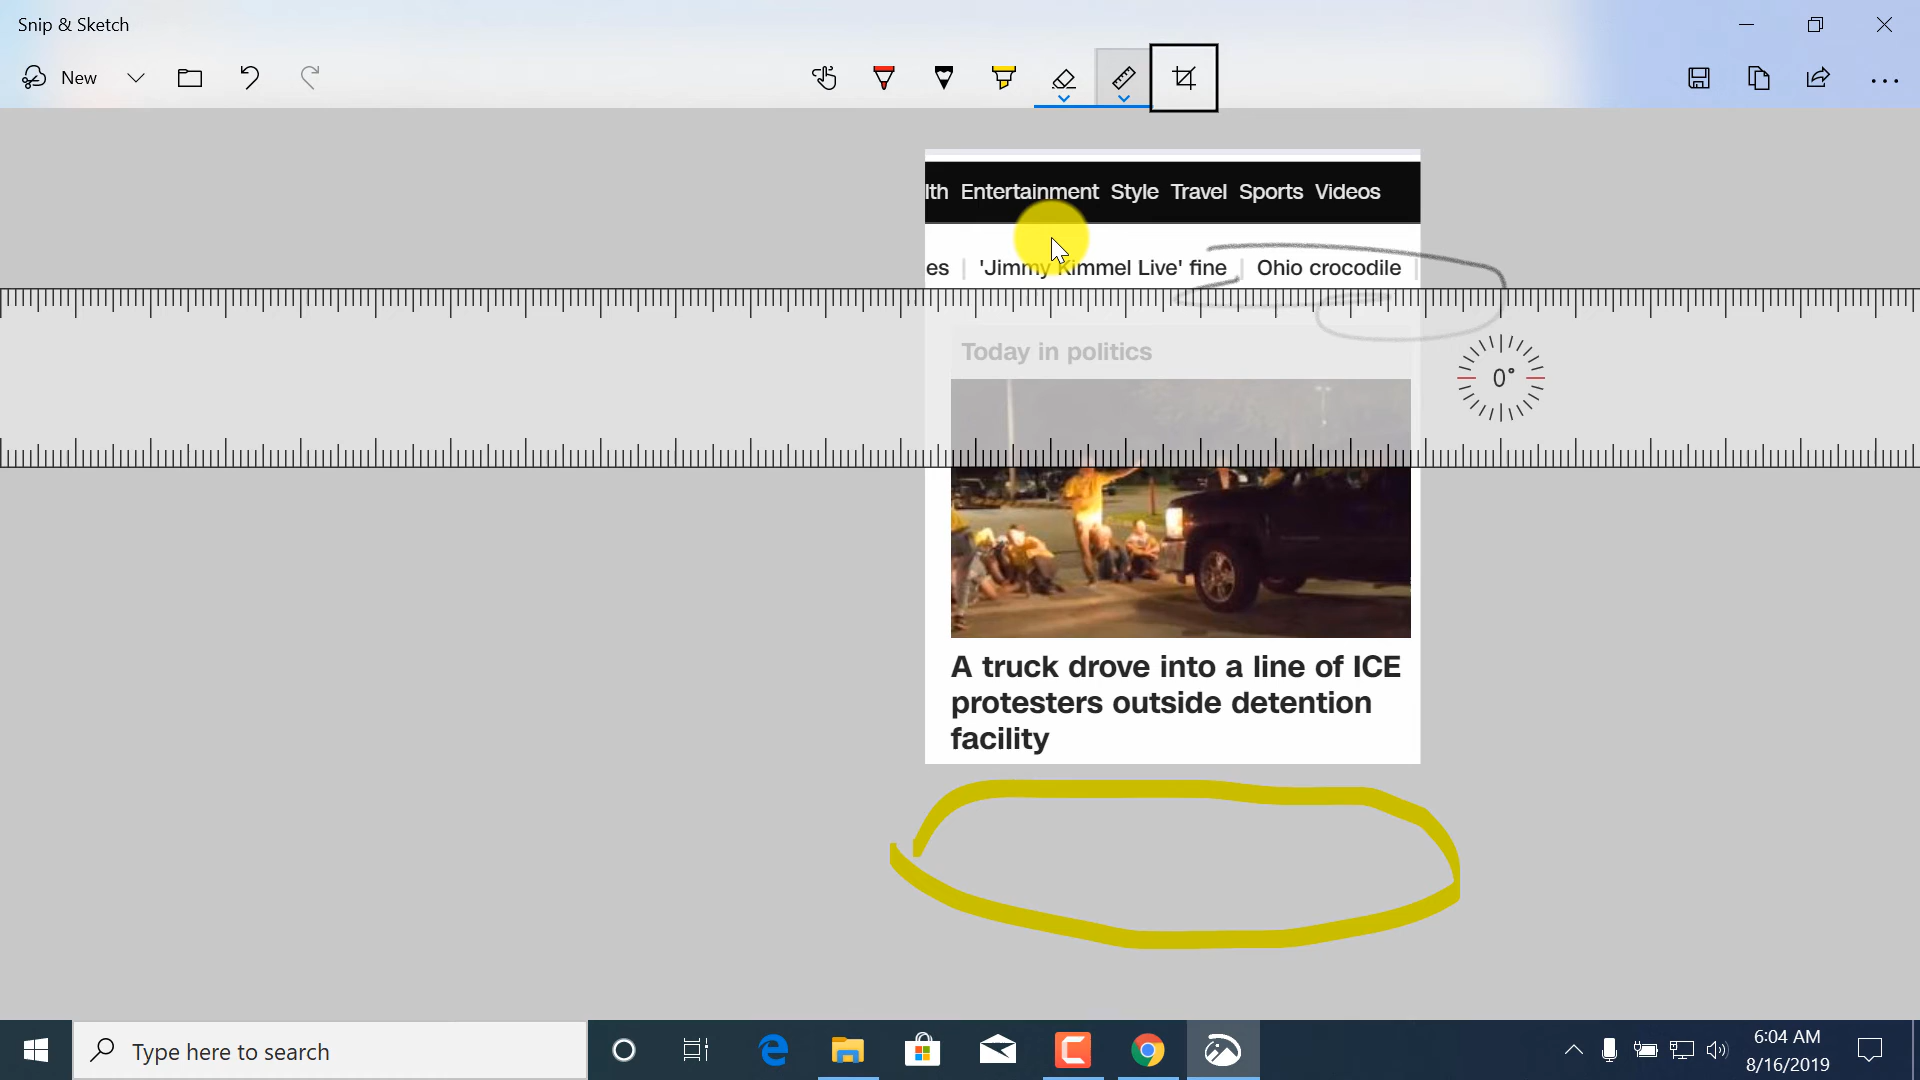 Snip & Sketch
New
lth Entertainment Style Travel Sports Videos
es | 'Jimmy Kimmel Live' fine | Ohio crocodile |
Today in politics
0°
A truck drove into a line of ICE
protesters outside detention
facility
Type here to search
6:04 AM
8/16/2019